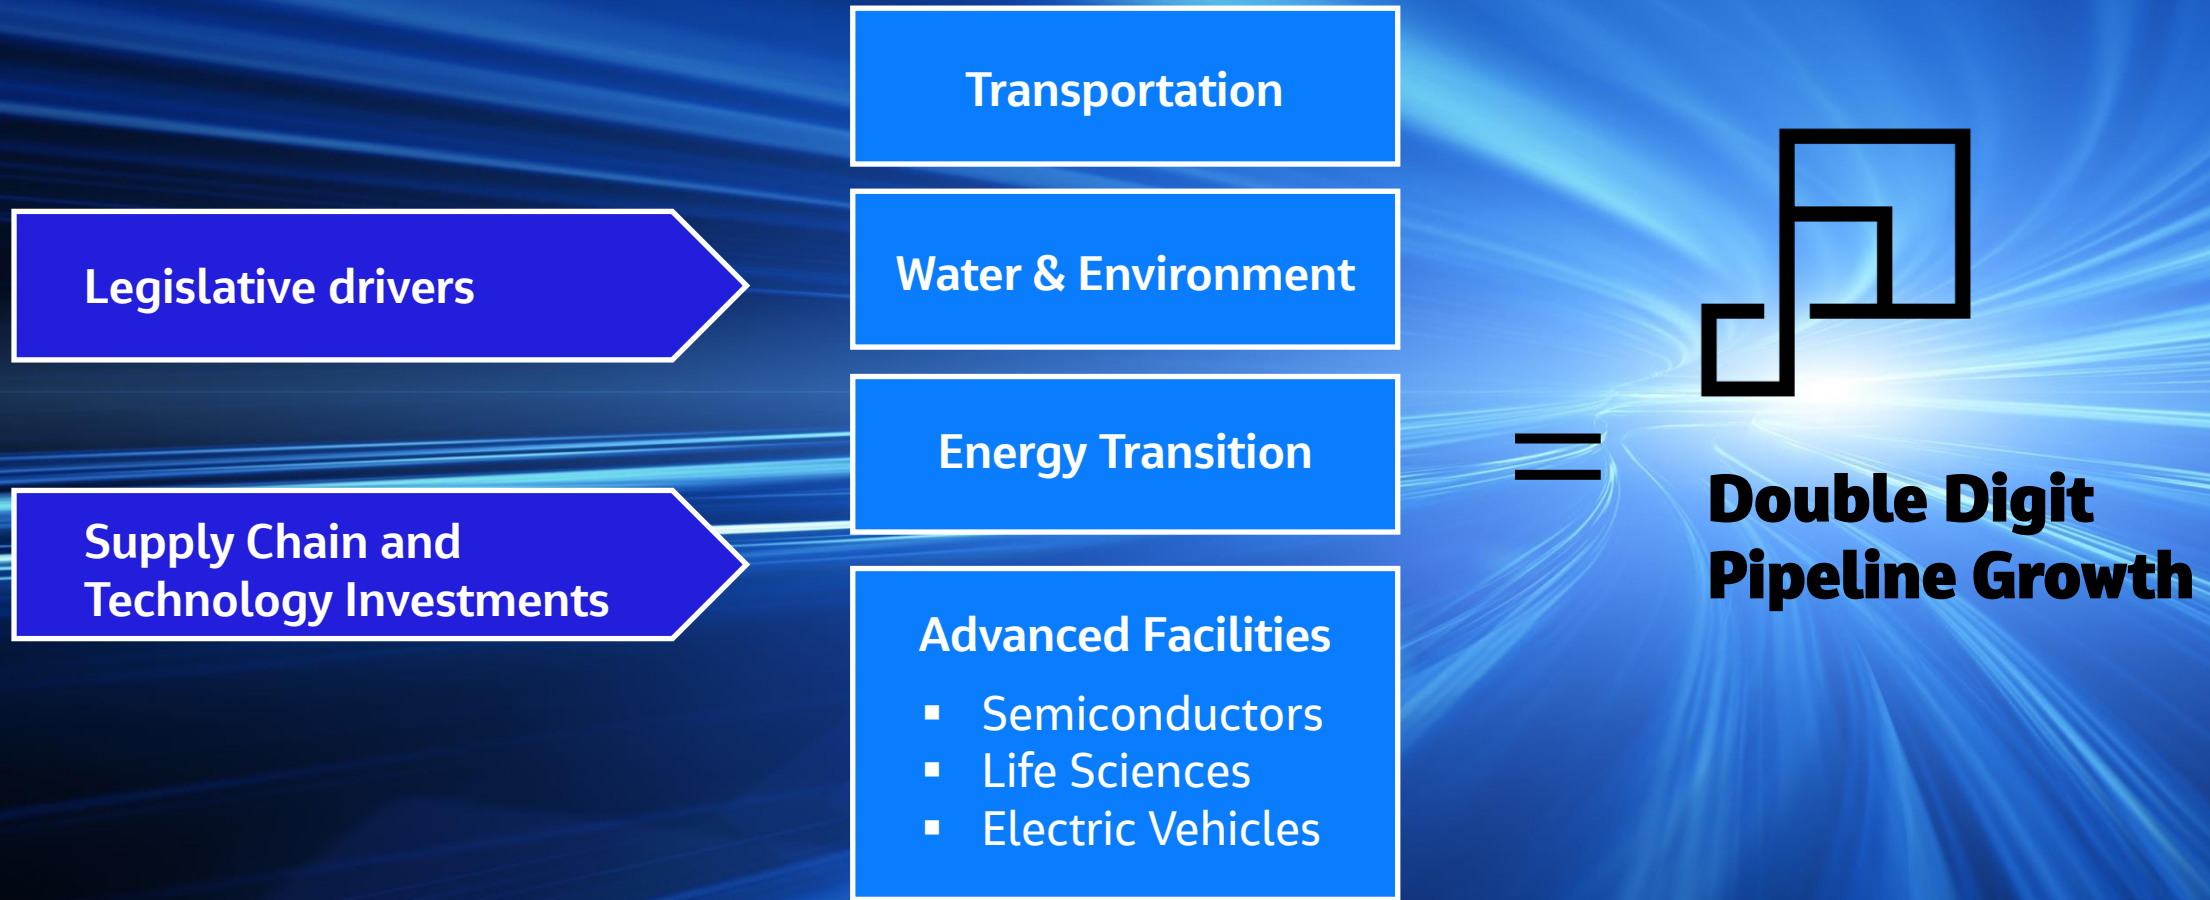 Legislative drivers
Supply Chain and
Technology Investments
Transportation
Water & Environment
Energy Transition
Advanced Facilities
▪ Semiconductors
▪ Life Sciences
▪ Electric Vehicles
=
Double Digit
Pipeline Growth